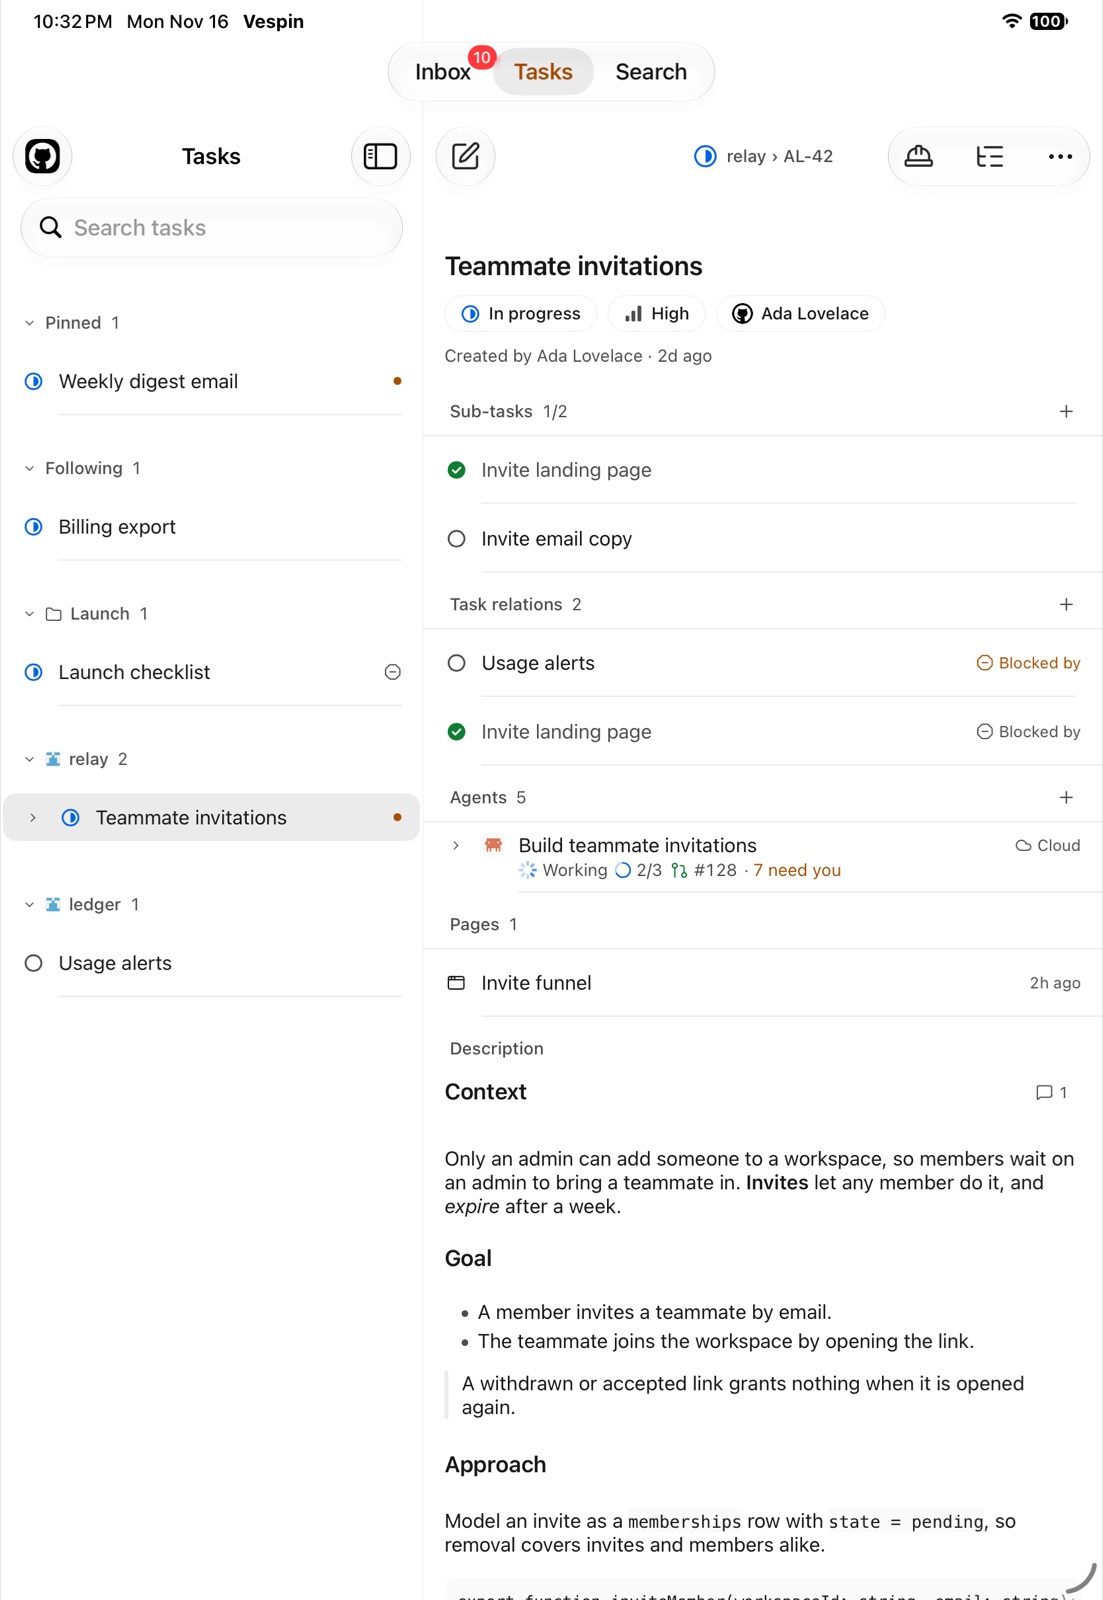 10:32 PM Mon Nov 16 Vespin
100
Inbox 10 Tasks Search
Tasks
relay › AL-42
Search tasks
Pinned 1
Weekly digest email
Following 1
Billing export
Launch 1
Launch checklist
relay 2
Teammate invitations
ledger 1
Usage alerts
Teammate invitations
In progress High Ada Lovelace
Created by Ada Lovelace · 2d ago
Sub-tasks 1/2
Invite landing page
Invite email copy
Task relations 2
Usage alerts Blocked by
Invite landing page Blocked by
Agents 5
Build teammate invitations Cloud
Working 2/3 #128 · 7 need you
Pages 1
Invite funnel 2h ago
Description
Context 1
Only an admin can add someone to a workspace, so members wait on
an admin to bring a teammate in. Invites let any member do it, and
expire after a week.
Goal
• A member invites a teammate by email.
• The teammate joins the workspace by opening the link.
A withdrawn or accepted link grants nothing when it is opened
again.
Approach
Model an invite as a memberships row with state = pending, so
removal covers invites and members alike.
export function inviteMember(workspaceId: string, email: string)